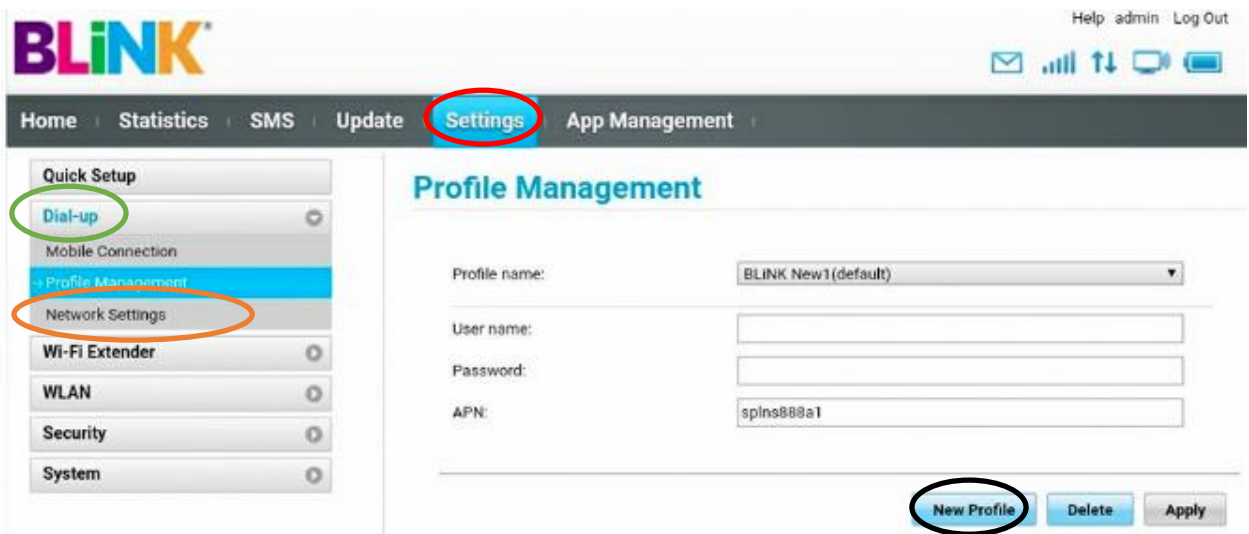 Help admin Log Out
BLiNK
Home Statistics SMS Update Settings App Management
Quick Setup
Dial-up
Mobile Connection
Profile Management
Network Settings
Wi-Fi Extender
WLAN
Security
System
Profile Management
Profile name: BLiNK New1(default)
User name:
Password:
APN: splns888a1
New Profile Delete Apply